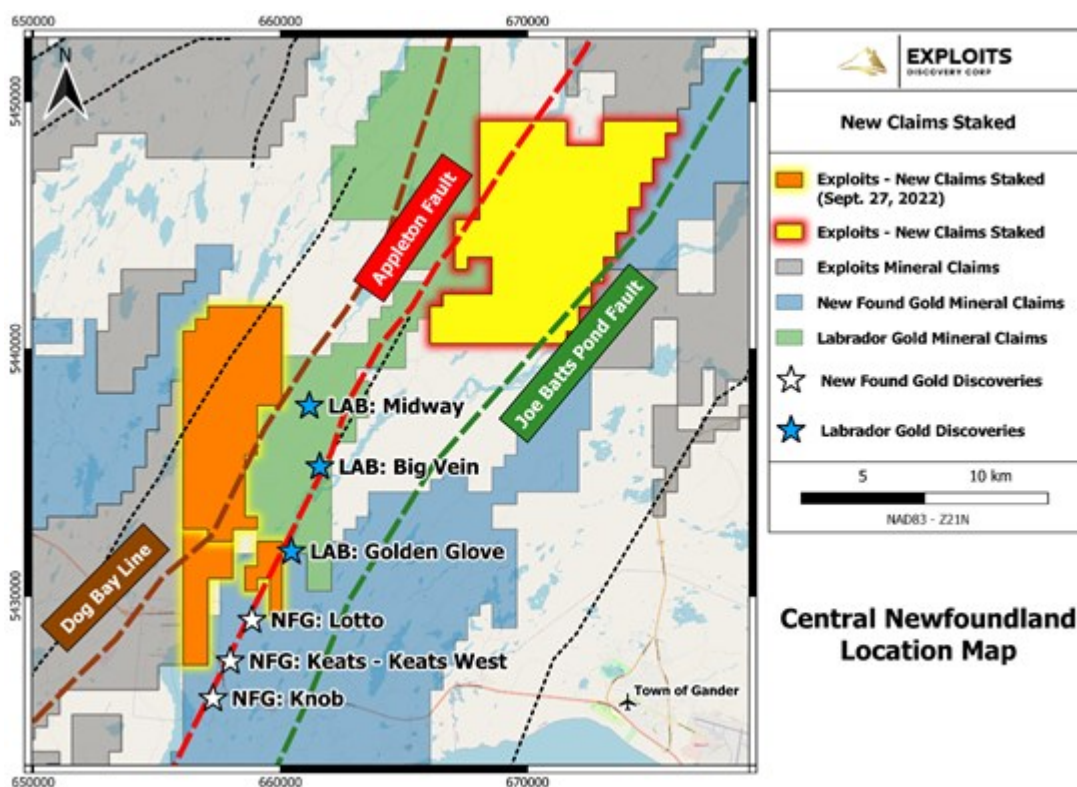 650000
660000
670000
N
5450000
5440000
5430000
Appleton Fault
Joe Batts Pond Fault
Dog Bay Line
LAB: Midway
LAB: Big Vein
LAB: Golden Glove
NFG: Lotto
NFG: Keats - Keats West
NFG: Knob
Town of Gander
650000
660000
670000
EXPLOITS
DISCOVERY CORP
New Claims Staked
Exploits - New Claims Staked
(Sept. 27, 2022)
Exploits - New Claims Staked
Exploits Mineral Claims
New Found Gold Mineral Claims
Labrador Gold Mineral Claims
New Found Gold Discoveries
Labrador Gold Discoveries
5 10 km
NAD83 - Z21N
Central Newfoundland
Location Map